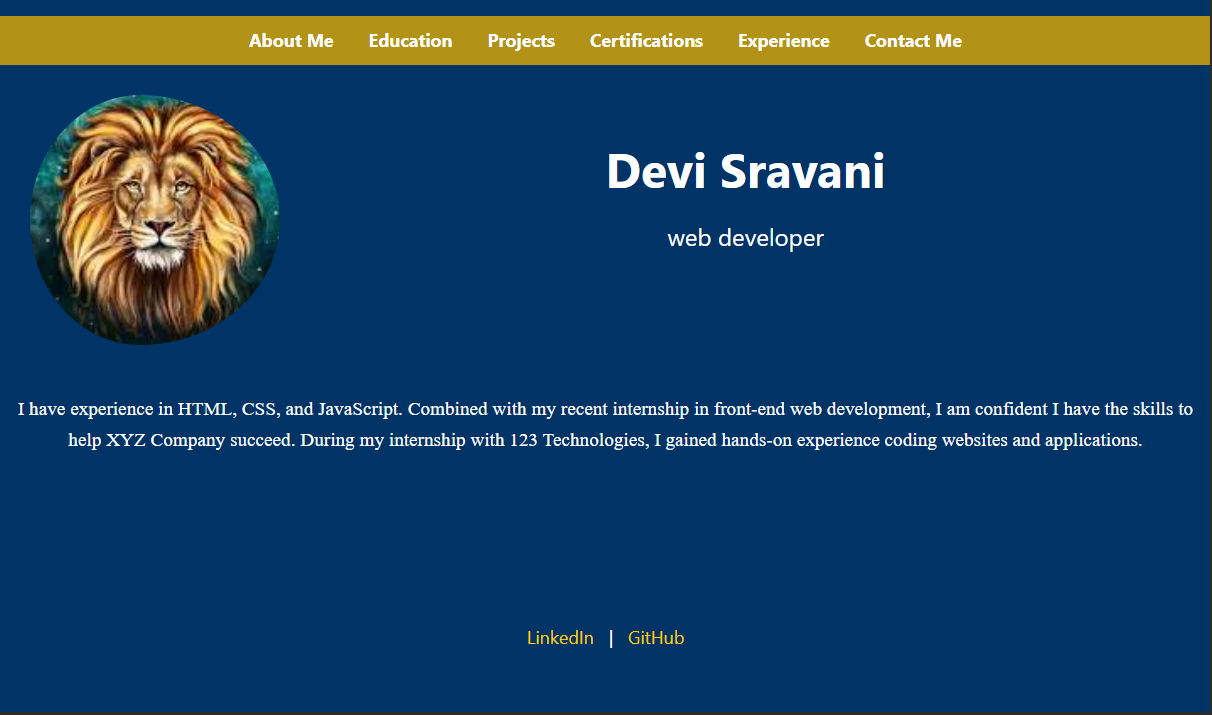 About Me Education Projects Certifications Experience Contact Me
Devi Sravani
web developer
I have experience in HTML, CSS, and JavaScript. Combined with my recent internship in front-end web development, I am confident I have the skills to
help XYZ Company succeed. During my internship with 123 Technologies, I gained hands-on experience coding websites and applications.
LinkedIn | GitHub